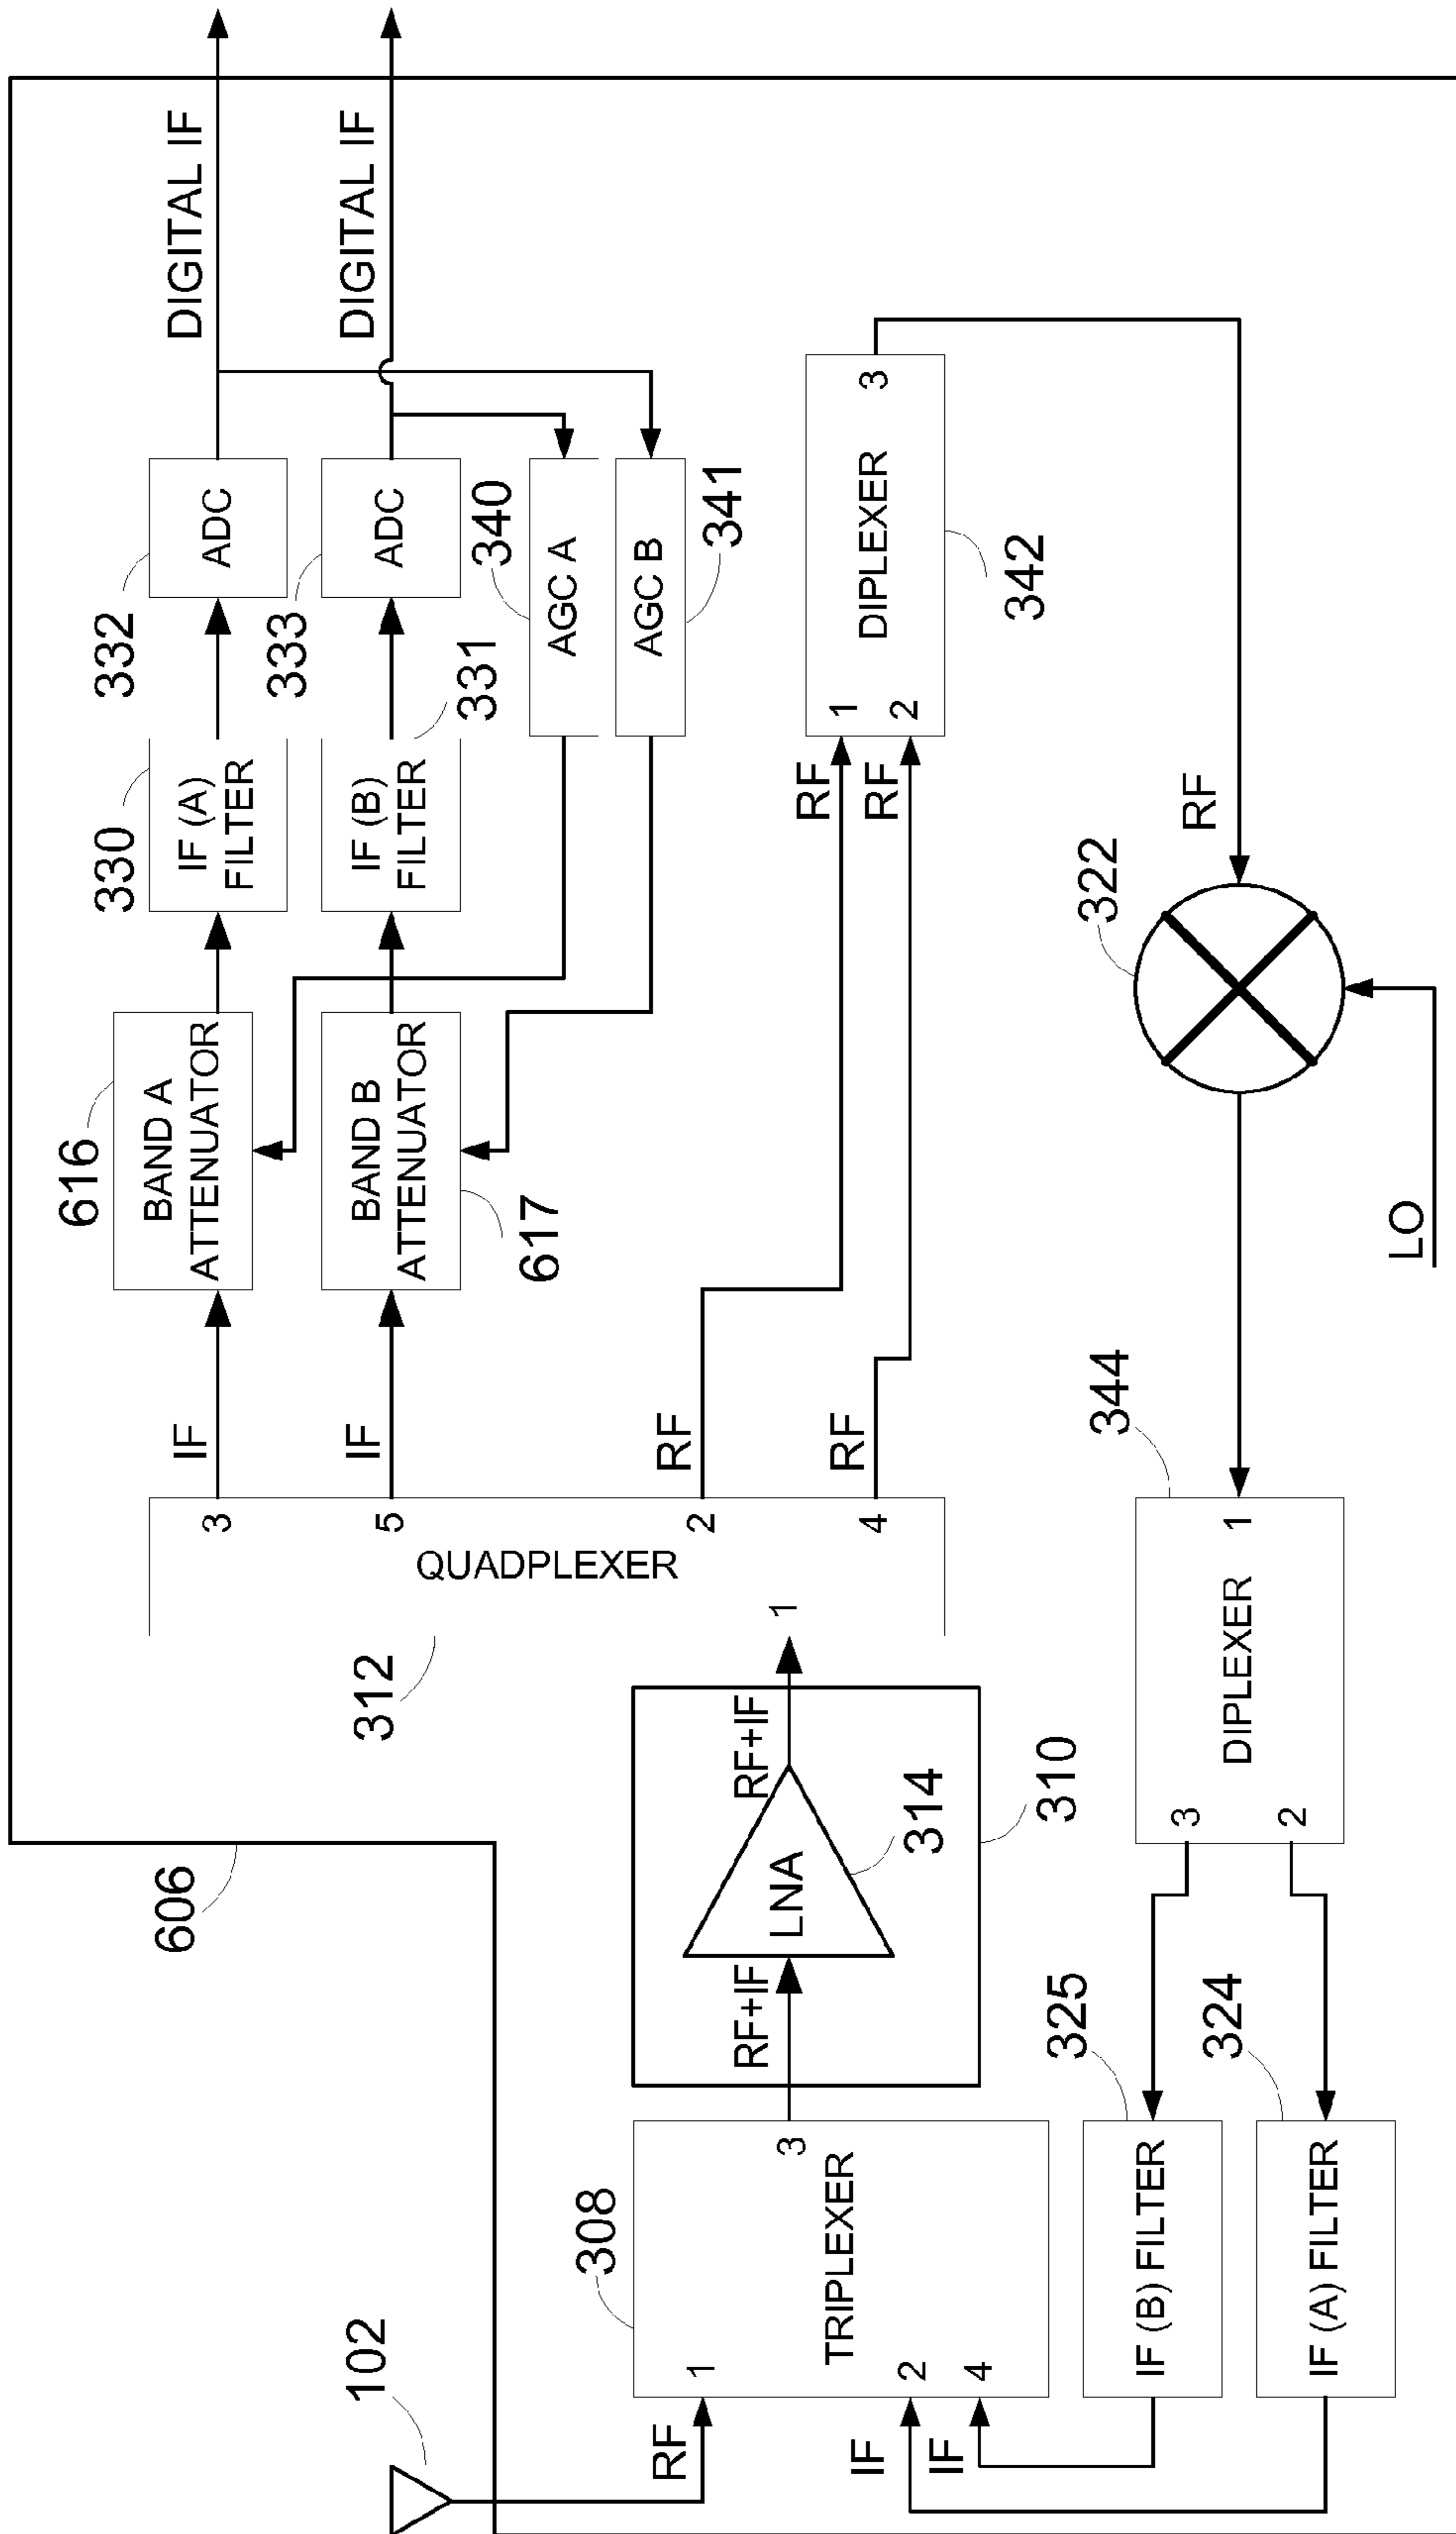 102
606
RF
1
308
TRIPLEXER
3
2
4
IF
IF
RF+IF
LNA
314
RF+IF
310
1
312
QUADPLEXER
3
5
2
4
IF
IF
RF
RF
616
BAND A
ATTENUATOR
BAND B
ATTENUATOR
617
330
IF (A)
FILTER
IF (B)
FILTER
331
332
ADC
333
ADC
340
AGC A
AGC B
341
DIGITAL IF
DIGITAL IF
RF
RF
1
2
DIPLEXER
3
342
RF
322
LO
344
DIPLEXER
1
3
2
325
IF (B) FILTER
324
IF (A) FILTER